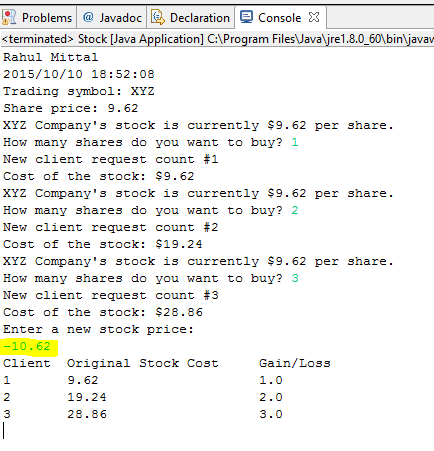 Problems @ Javadoc Declaration Console
<terminated> Stock [Java Application] C:\Program Files\Java\jre1.8.0_60\bin\javaw
Rahul Mittal
2015/10/10 18:52:08
Trading symbol: XYZ
Share price: 9.62
XYZ Company's stock is currently $9.62 per share.
How many shares do you want to buy? 1
New client request count #1
Cost of the stock: $9.62
XYZ Company's stock is currently $9.62 per share.
How many shares do you want to buy? 2
New client request count #2
Cost of the stock: $19.24
XYZ Company's stock is currently $9.62 per share.
How many shares do you want to buy? 3
New client request count #3
Cost of the stock: $28.86
Enter a new stock price:
-10.62
Client Original Stock Cost Gain/Loss
1 9.62 1.0
2 19.24 2.0
3 28.86 3.0